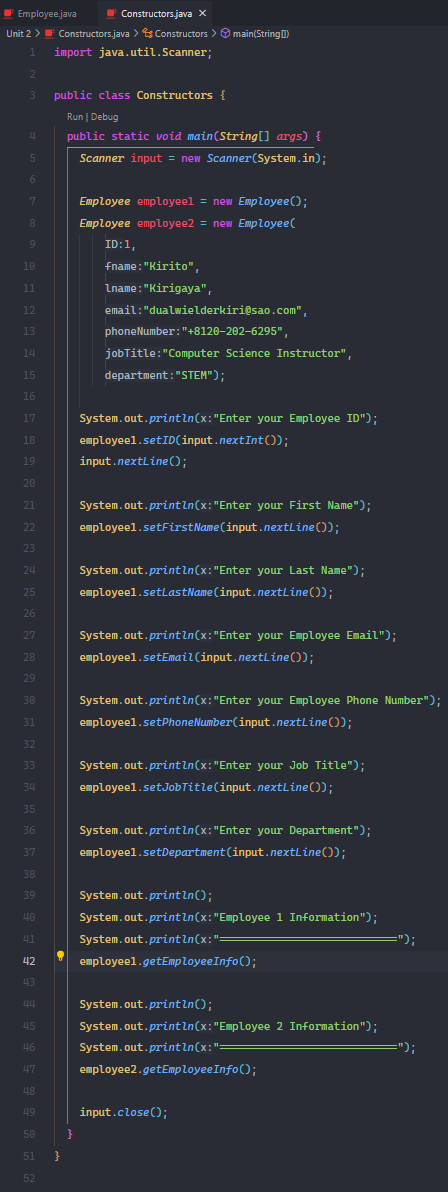 Employee.java Constructors.java ×
Unit 2 > Constructors.java > Constructors > main(String[])
1 import java.util.Scanner;
2
3 public class Constructors {
Run | Debug
4 public static void main(String[] args) {
5 Scanner input = new Scanner(System.in);
6
7 Employee employee1 = new Employee();
8 Employee employee2 = new Employee(
9 ID:1,
10 fname:"Kirito",
11 lname:"Kirigaya",
12 email:"dualwielderkiri@sao.com",
13 phoneNumber:"+8120-202-6295",
14 jobTitle:"Computer Science Instructor",
15 department:"STEM");
16
17 System.out.println(x:"Enter your Employee ID");
18 employee1.setID(input.nextInt());
19 input.nextLine();
20
21 System.out.println(x:"Enter your First Name");
22 employee1.setFirstName(input.nextLine());
23
24 System.out.println(x:"Enter your Last Name");
25 employee1.setLastName(input.nextLine());
26
27 System.out.println(x:"Enter your Employee Email");
28 employee1.setEmail(input.nextLine());
29
30 System.out.println(x:"Enter your Employee Phone Number");
31 employee1.setPhoneNumber(input.nextLine());
32
33 System.out.println(x:"Enter your Job Title");
34 employee1.setJobTitle(input.nextLine());
35
36 System.out.println(x:"Enter your Department");
37 employee1.setDepartment(input.nextLine());
38
39 System.out.println();
40 System.out.println(x:"Employee 1 Information");
41 System.out.println(x:"============================");
42 employee1.getEmployeeInfo();
43
44 System.out.println();
45 System.out.println(x:"Employee 2 Information");
46 System.out.println(x:"============================");
47 employee2.getEmployeeInfo();
48
49 input.close();
50 }
51 }
52